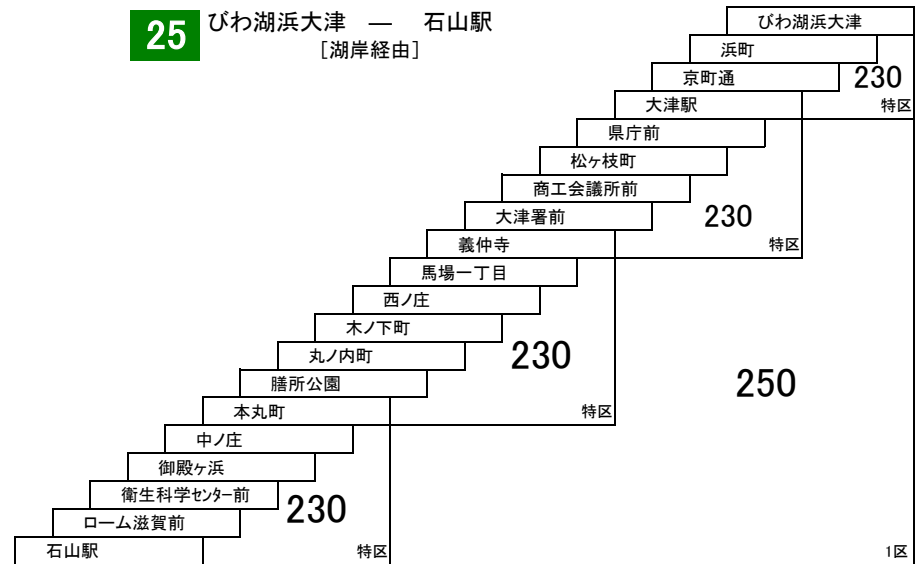 25 びわ湖浜大津 ― 石山駅
[湖岸経由]
びわ湖浜大津
浜町
京町通
230
大津駅
特区
県庁前
松ヶ枝町
商工会議所前
大津署前
230
義仲寺
特区
馬場一丁目
西ノ庄
木ノ下町
丸ノ内町
230
膳所公園
250
本丸町
特区
中ノ庄
御殿ヶ浜
衛生科学センター前
230
ローム滋賀前
石山駅
特区
1区